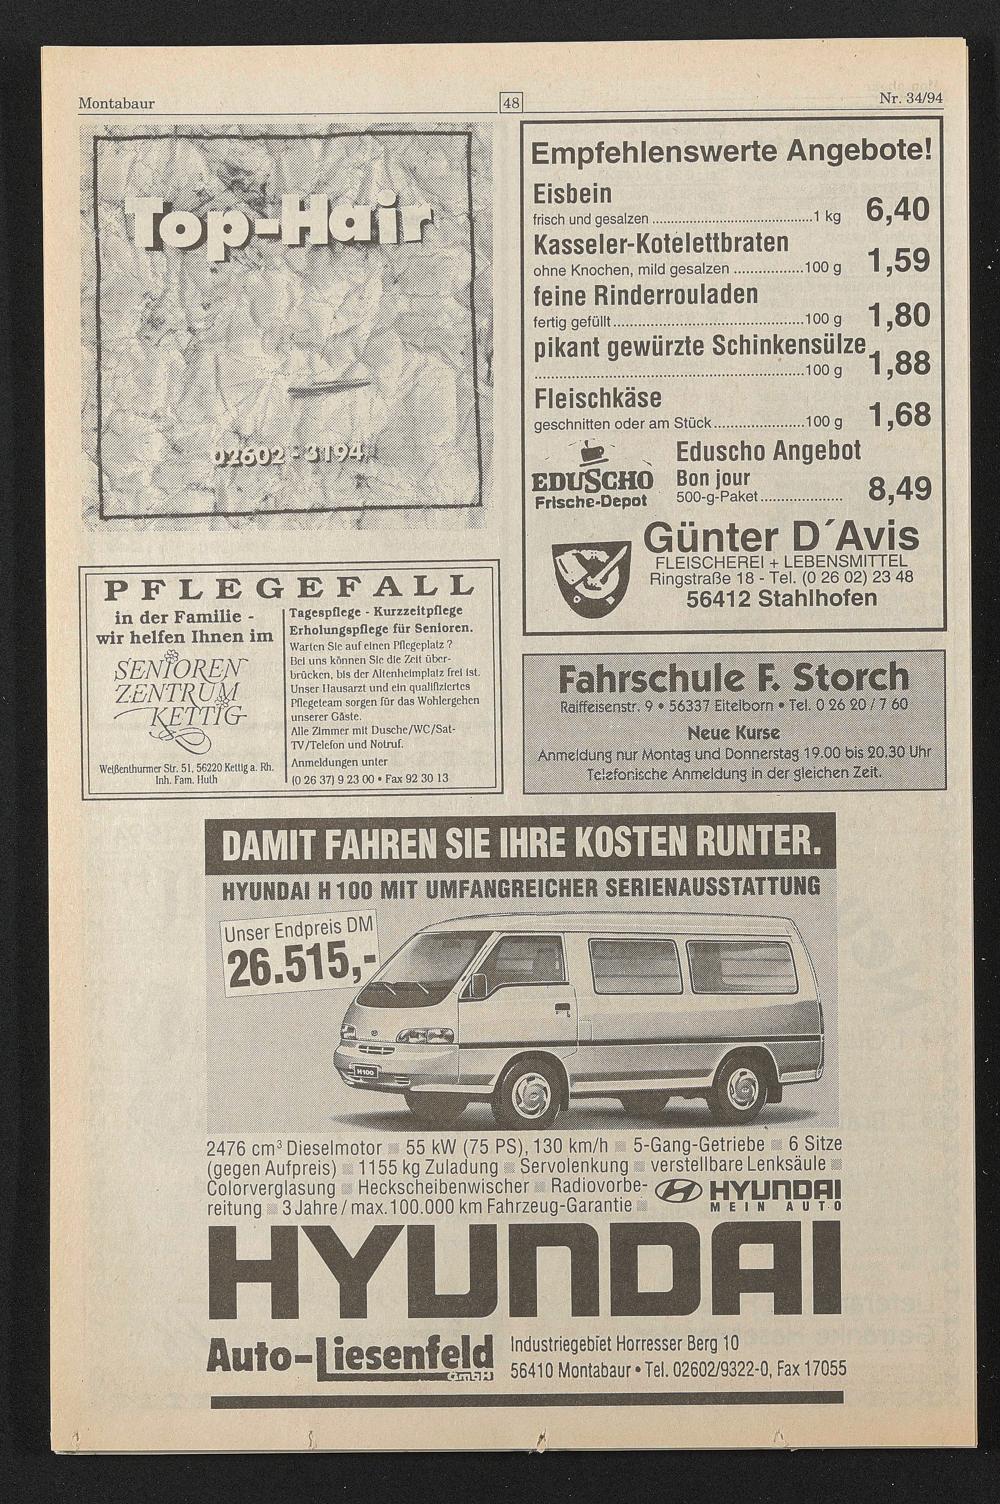 Montabaur
48
Nr. 34/94
Top-Hair
02602 - 3194
Empfehlenswerte Angebote!
Eisbein
frisch und gesalzen ........ 1 kg 6,40
Kasseler-Kotelettbraten
ohne Knochen, mild gesalzen ........ 100 g 1,59
feine Rinderrouladen
fertig gefüllt ........ 100 g 1,80
pikant gewürzte Schinkensülze
........ 100 g 1,88
Fleischkäse
geschnitten oder am Stück ........ 100 g 1,68
EDUSCHO
Frische-Depot
Eduscho Angebot
Bon jour
500-g-Paket ........ 8,49
Günter D´Avis
FLEISCHEREI + LEBENSMITTEL
Ringstraße 18 - Tel. (0 26 02) 23 48
56412 Stahlhofen
PFLEGEFALL
in der Familie -
wir helfen Ihnen im
SENIOREN
ZENTRUM
KETTIG
Weißenthurmer Str. 51, 56220 Kettig a. Rh.
Inh. Fam. Huth
Tagespflege - Kurzzeitpflege
Erholungspflege für Senioren.
Warten Sie auf einen Pflegeplatz ?
Bei uns können Sie die Zeit über-
brücken, bis der Altenheimplatz frei ist.
Unser Hausarzt und ein qualifiziertes
Pflegeteam sorgen für das Wohlergehen
unserer Gäste.
Alle Zimmer mit Dusche/WC/Sat-
TV/Telefon und Notruf.
Anmeldungen unter
(0 26 37) 9 23 00 • Fax 92 30 13
Fahrschule F. Storch
Raiffeisenstr. 9 • 56337 Eitelborn • Tel. 0 26 20 / 7 60
Neue Kurse
Anmeldung nur Montag und Donnerstag 19.00 bis 20.30 Uhr
Telefonische Anmeldung in der gleichen Zeit.
DAMIT FAHREN SIE IHRE KOSTEN RUNTER.
HYUNDAI H 100 MIT UMFANGREICHER SERIENAUSSTATTUNG
Unser Endpreis DM
26.515,-
H100
2476 cm³ Dieselmotor ■ 55 kW (75 PS), 130 km/h ■ 5-Gang-Getriebe ■ 6 Sitze
(gegen Aufpreis) ■ 1155 kg Zuladung ■ Servolenkung ■ verstellbare Lenksäule ■
Colorverglasung ■ Heckscheibenwischer ■ Radiovorbe-
reitung ■ 3 Jahre / max. 100.000 km Fahrzeug-Garantie ■
HYUNDAI
MEIN AUTO
HYUNDAI
Auto-Liesenfeld
GmbH
Industriegebiet Horresser Berg 10
56410 Montabaur • Tel. 02602/9322-0, Fax 17055